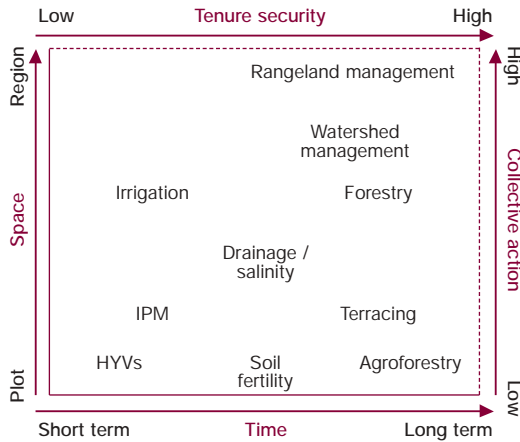 Low Tenure security High
Region
High
Rangeland management
Watershed
management
Irrigation Forestry
Space
Collective action
Drainage /
salinity
IPM Terracing
HYVs Soil Agroforestry
fertility
Plot
Low
Short term Time Long term